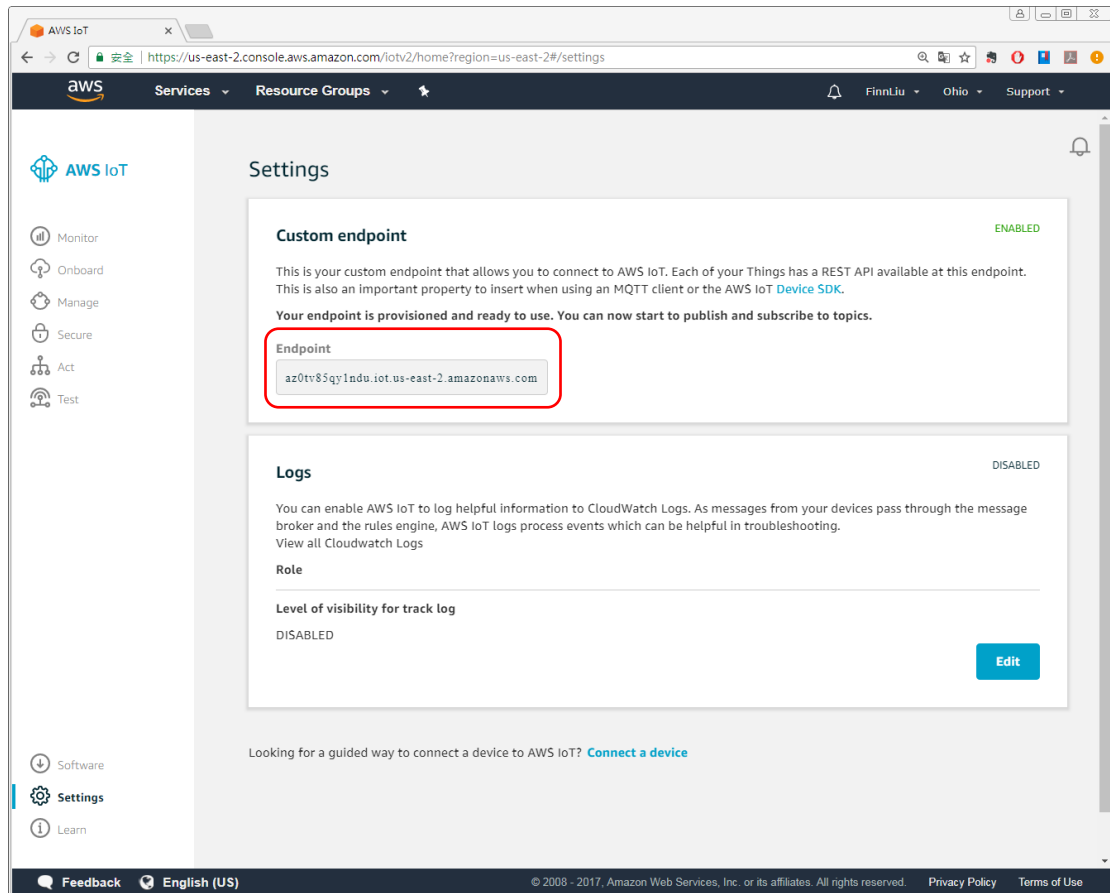 AWS IoT
安全 https://us-east-2.console.aws.amazon.com/iotv2/home?region=us-east-2#/settings
aws Services Resource Groups FinnLiu Ohio Support
AWS IoT
Monitor
Onboard
Manage
Secure
Act
Test
Software
Settings
Learn
Settings
Custom endpoint ENABLED
This is your custom endpoint that allows you to connect to AWS IoT. Each of your Things has a REST API available at this endpoint.
This is also an important property to insert when using an MQTT client or the AWS IoT Device SDK.
Your endpoint is provisioned and ready to use. You can now start to publish and subscribe to topics.
Endpoint
az0tv85qy1ndu.iot.us-east-2.amazonaws.com
Logs DISABLED
You can enable AWS IoT to log helpful information to CloudWatch Logs. As messages from your devices pass through the message
broker and the rules engine, AWS IoT logs process events which can be helpful in troubleshooting.
View all Cloudwatch Logs
Role
Level of visibility for track log
DISABLED
Edit
Looking for a guided way to connect a device to AWS IoT? Connect a device
Feedback English (US) © 2008 - 2017, Amazon Web Services, Inc. or its affiliates. All rights reserved. Privacy Policy Terms of Use